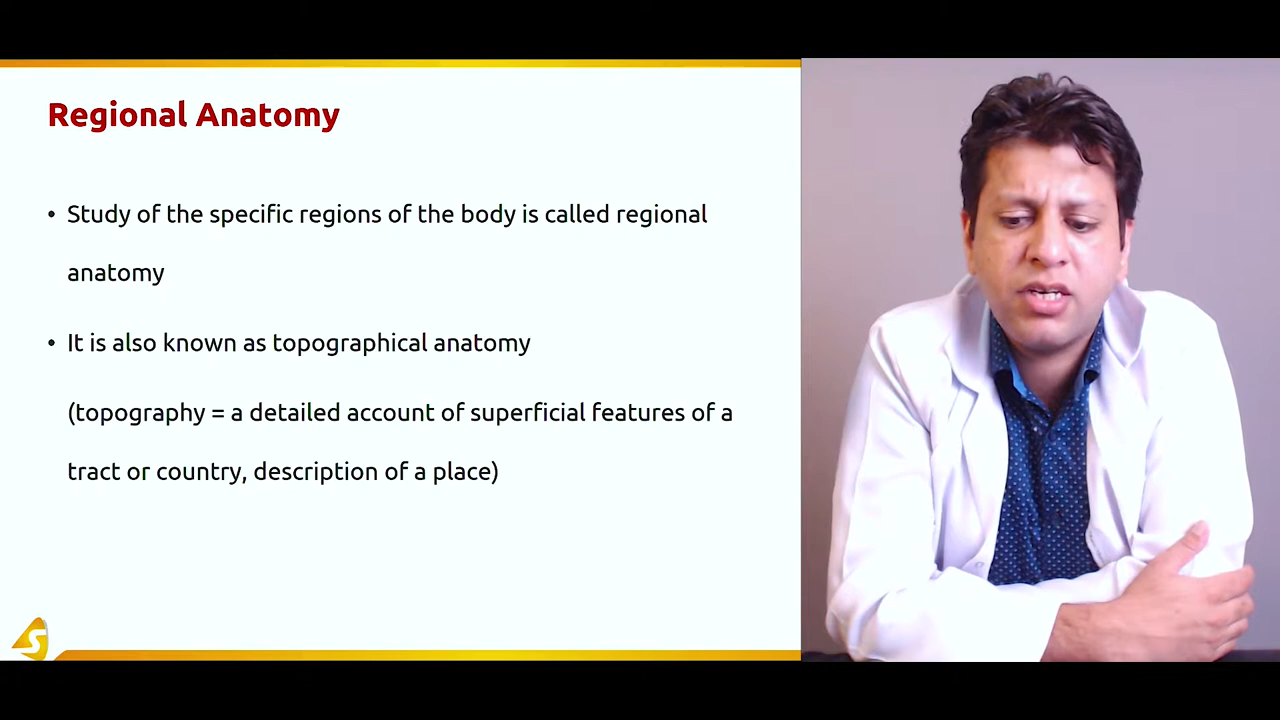 Regional Anatomy
• Study of the specific regions of the body is called regional
anatomy
• It is also known as topographical anatomy
(topography = a detailed account of superficial features of a
tract or country, description of a place)
S